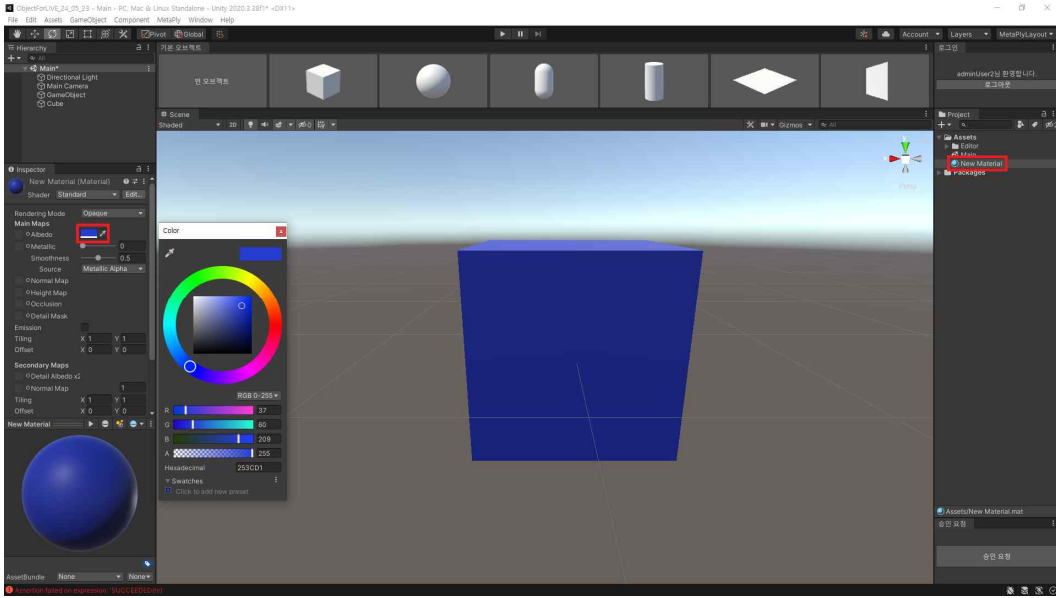 ObjectForLIVE_24_05_23 - Main - PC, Mac & Linux Standalone - Unity 2020.3.38f1* <DX11>
File Edit Assets GameObject Component MetaPly Window Help
Pivot Global
Account Layers MetaPlyLayout
Hierarchy
All
Main*
Directional Light
Main Camera
GameObject
Cube
기본 오브젝트
빈 오브젝트
로그인
adminUser2님 환영합니다.
로그아웃
Scene
Shaded 2D 0 Gizmos All
Persp
Project
Assets
Editor
Main
New Material
Packages
Inspector
New Material (Material)
Shader Standard Edit...
Rendering Mode Opaque
Main Maps
Albedo
Metallic 0
Smoothness 0.5
Source Metallic Alpha
Normal Map
Height Map
Occlusion
Detail Mask
Emission
Tiling X 1 Y 1
Offset X 0 Y 0
Secondary Maps
Detail Albedo x2
Normal Map 1
Tiling X 1 Y 1
Offset X 0 Y 0
New Material
AssetBundle None None
Color
RGB 0-255
R 37
G 60
B 209
A 255
Hexadecimal 253CD1
Swatches
Click to add new preset
Assets/New Material.mat
승인 요청
승인 요청
Assertion failed on expression: 'SUCCEEDED(hr)'